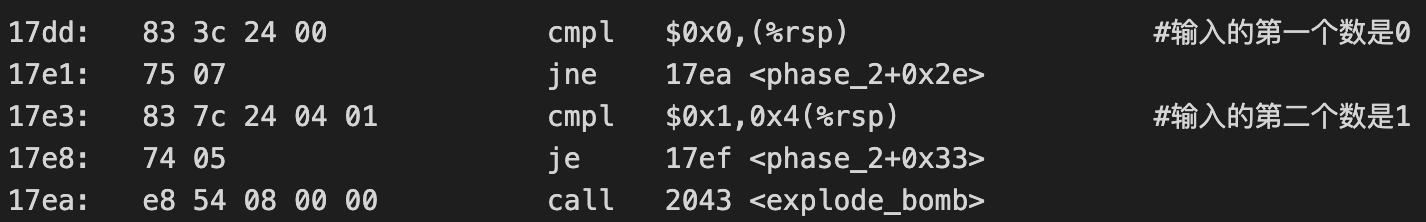 17dd: 83 3c 24 00 cmpl $0x0,(%rsp) #输入的第一个数是0
17e1: 75 07 jne 17ea <phase_2+0x2e>
17e3: 83 7c 24 04 01 cmpl $0x1,0x4(%rsp) #输入的第二个数是1
17e8: 74 05 je 17ef <phase_2+0x33>
17ea: e8 54 08 00 00 call 2043 <explode_bomb>